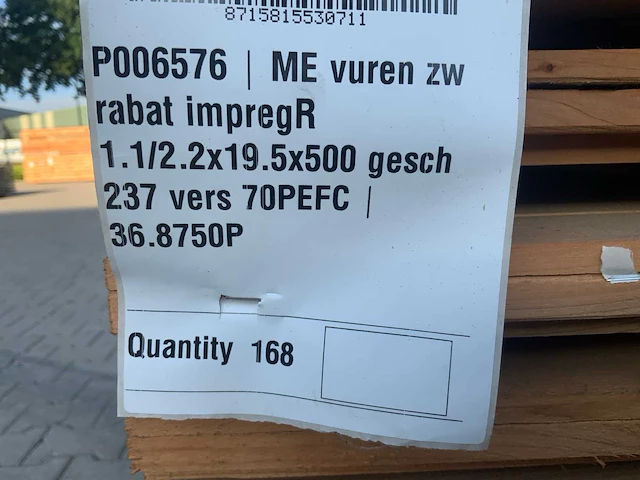 8715815530711
P006576 | ME vuren zw
rabat impregR
1.1/2.2x19.5x500 gesch
237 vers 70PEFC |
36.8750P
Quantity 168